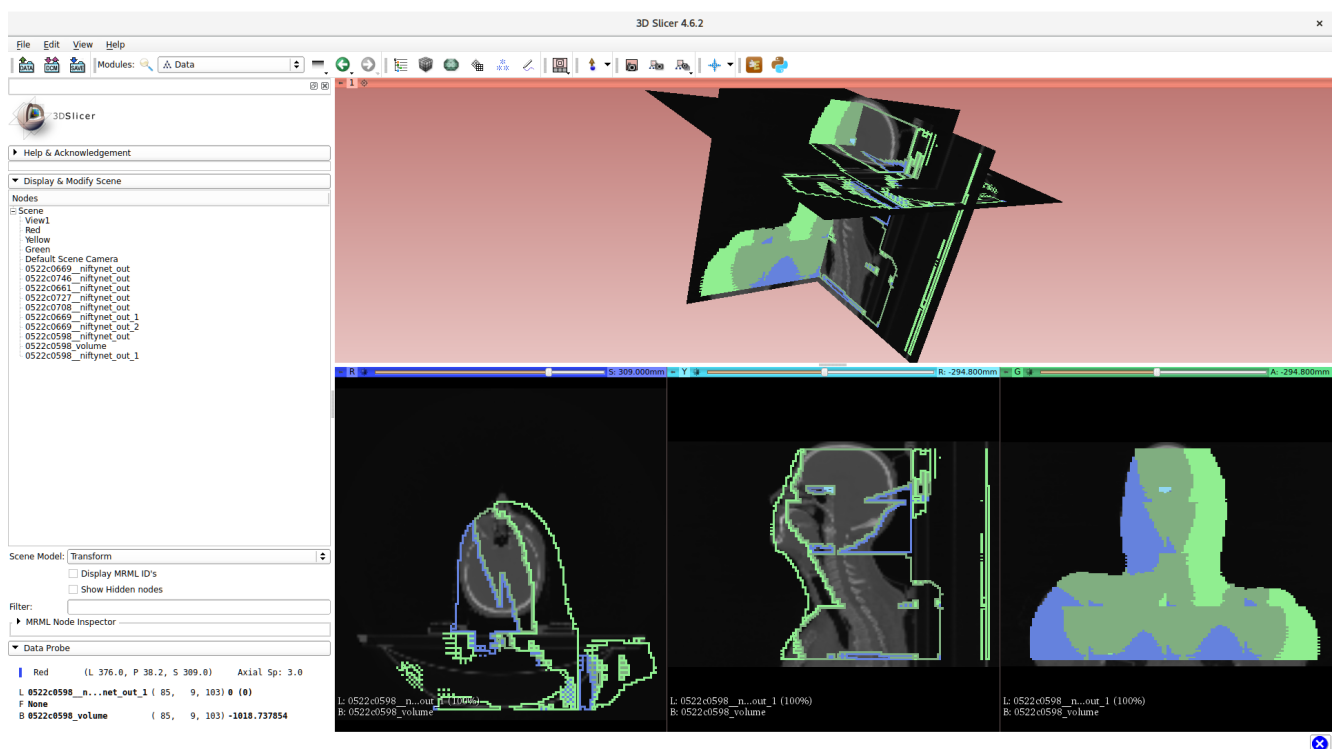 3D Slicer 4.6.2
×
File Edit View Help
DATA DCM SAVE Modules: Data
1
3DSlicer
Help & Acknowledgement
Display & Modify Scene
Nodes
Scene
View1
Red
Yellow
Green
Default Scene Camera
0522c0669__niftynet_out
0522c0746__niftynet_out
0522c0661__niftynet_out
0522c0727__niftynet_out
0522c0708__niftynet_out
0522c0669__niftynet_out_1
0522c0669__niftynet_out_2
0522c0598__niftynet_out
0522c0598_volume
0522c0598__niftynet_out_1
Scene Model: Transform
Display MRML ID's
Show Hidden nodes
Filter:
MRML Node Inspector
Data Probe
Red (L 376.0, P 38.2, S 309.0) Axial Sp: 3.0
L 0522c0598__n...net_out_1 ( 85, 9, 103) 0 (0)
F None
B 0522c0598_volume ( 85, 9, 103) -1018.737854
R S: 309.000mm
L: 0522c0598__n...out_1 (100%)
B: 0522c0598_volume
Y R: -294.800mm
L: 0522c0598__n...out_1 (100%)
B: 0522c0598_volume
G A: -294.800mm
L: 0522c0598__n...out_1 (100%)
B: 0522c0598_volume